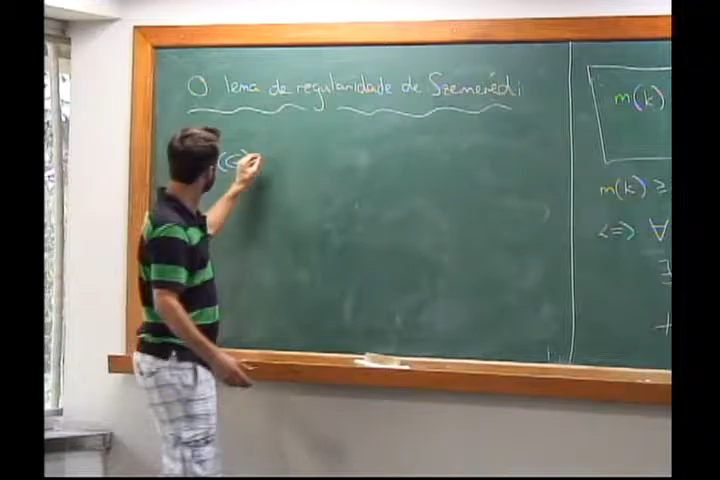 O lema de regularidade de Szemerédi
m(k)
m(k) ≥
<=> ∀